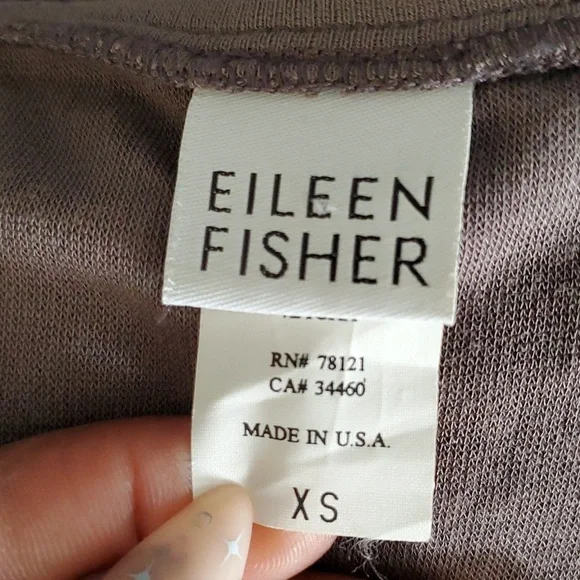 EILEEN
FISHER
RN# 78121
CA# 34460
MADE IN U.S.A.
XS